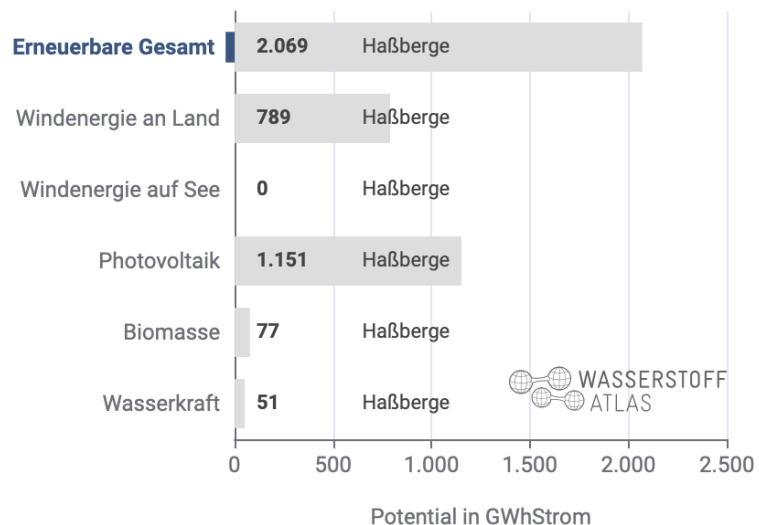 Erneuerbare Gesamt 2.069 Haßberge
Windenergie an Land 789 Haßberge
Windenergie auf See 0 Haßberge
Photovoltaik 1.151 Haßberge
Biomasse 77 Haßberge
Wasserkraft 51 Haßberge
WASSERSTOFF
ATLAS
0 500 1.000 1.500 2.000 2.500
Potential in GWhStrom